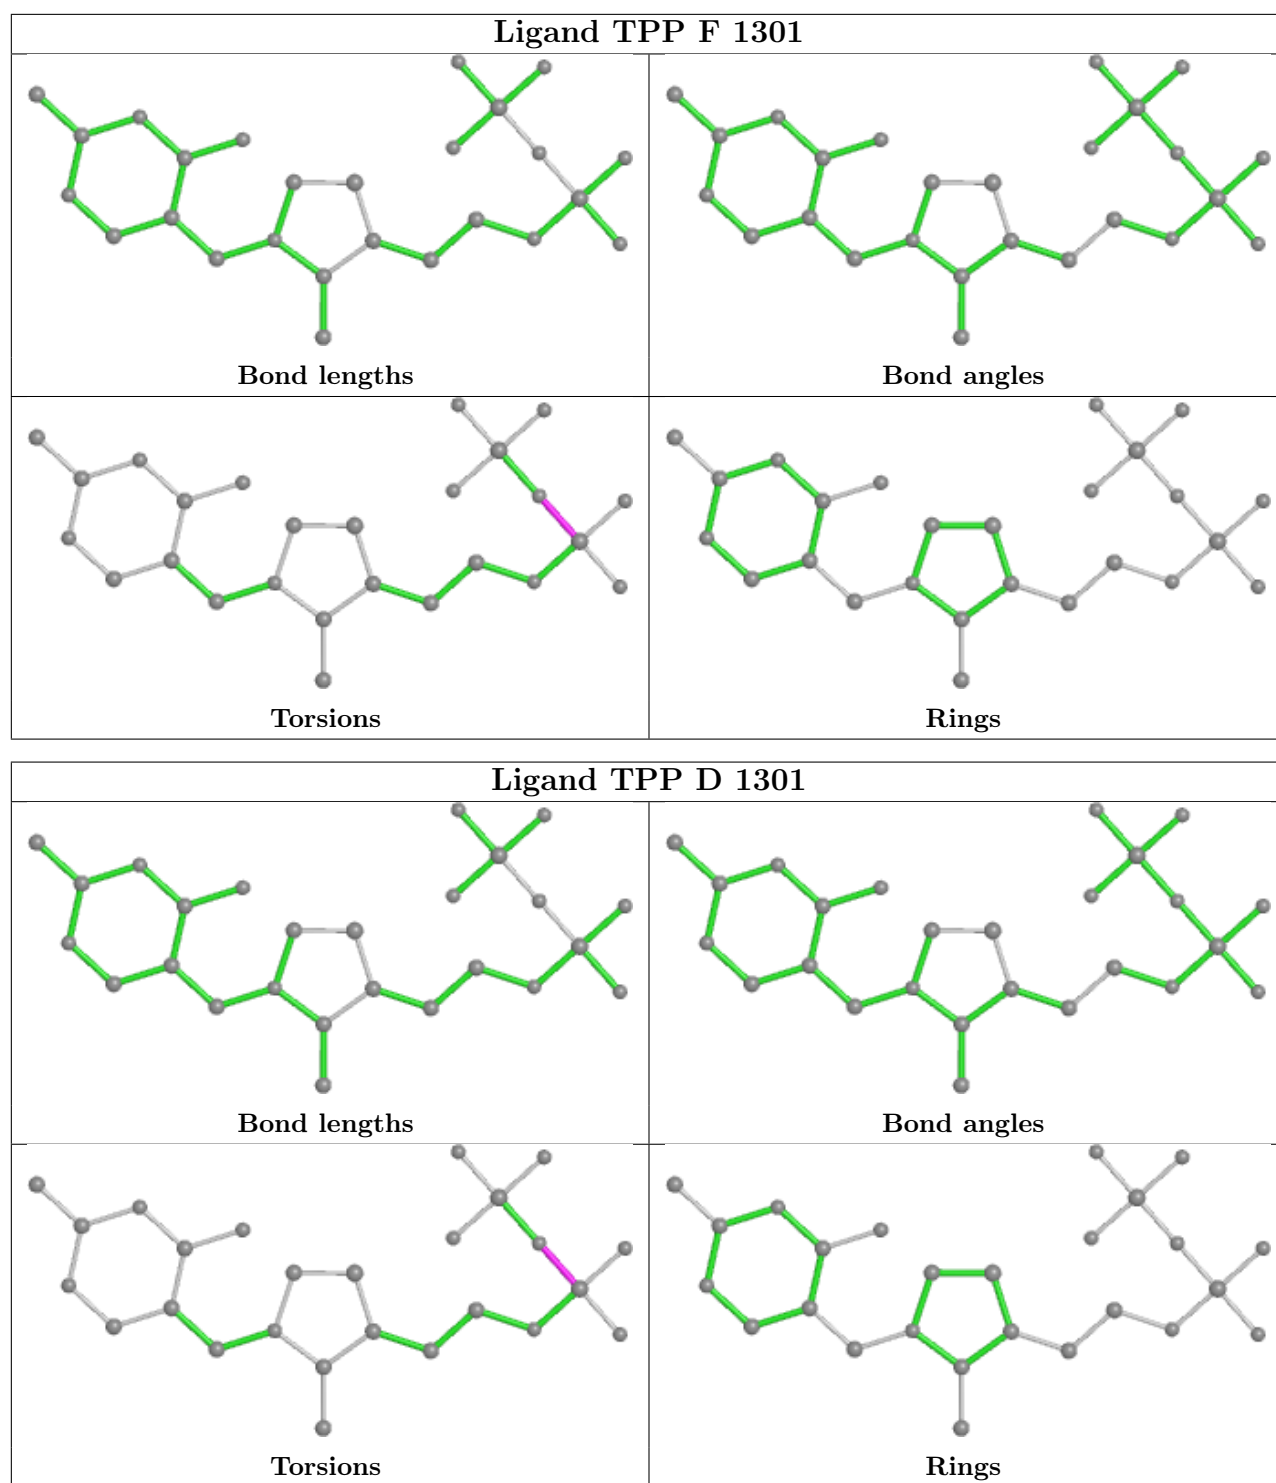 Ligand TPP F 1301
Bond lengths
Bond angles
Torsions
Rings
Ligand TPP D 1301
Bond lengths
Bond angles
Torsions
Rings